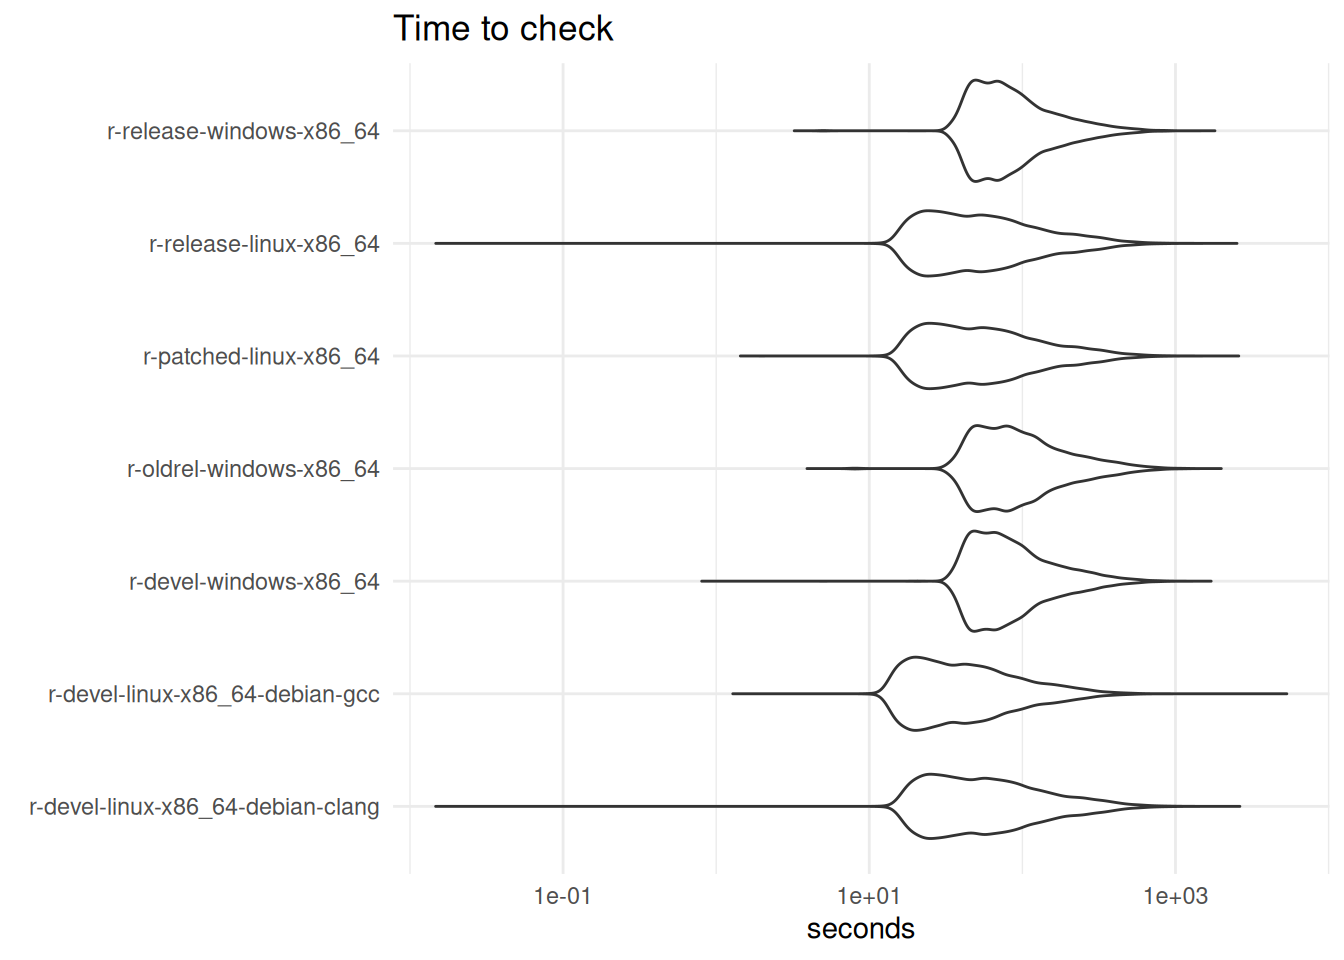 Time to check
r-release-windows-x86_64
r-release-linux-x86_64
r-patched-linux-x86_64
r-oldrel-windows-x86_64
r-devel-windows-x86_64
r-devel-linux-x86_64-debian-gcc
r-devel-linux-x86_64-debian-clang
1e-01 1e+01 1e+03
seconds